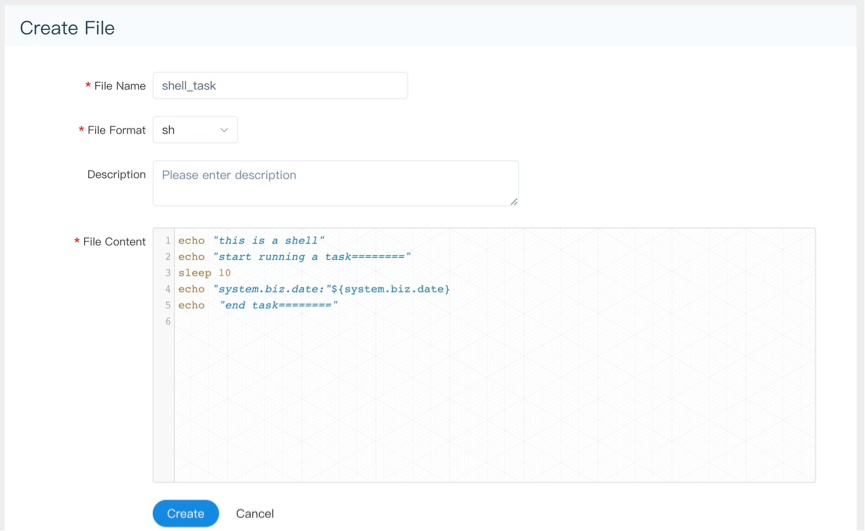 Create File
* File Name shell_task
* File Format sh
Description Please enter description
* File Content
1 echo "this is a shell"
2 echo "start running a task========"
3 sleep 10
4 echo "system.biz.date:"${system.biz.date}
5 echo  "end task========"
6
Create Cancel